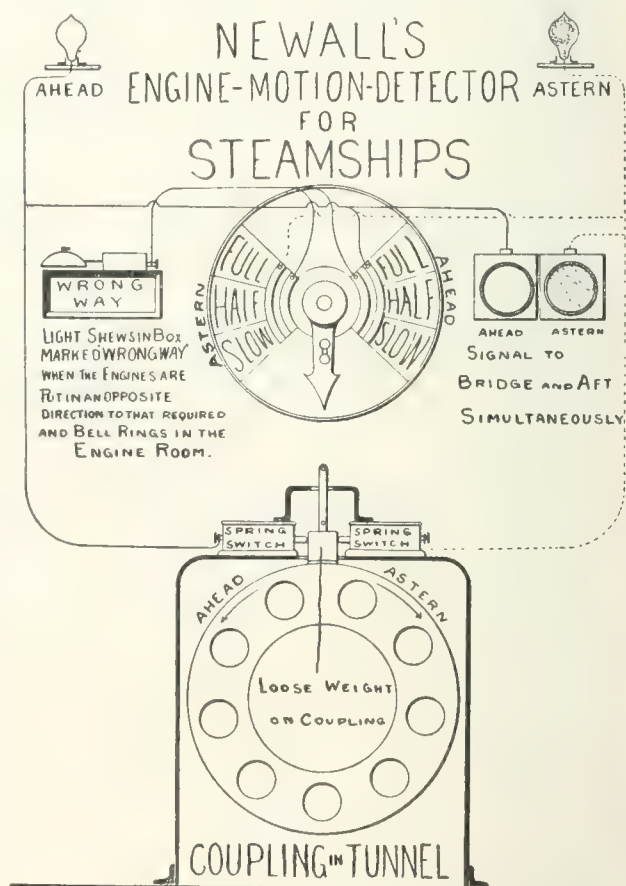 NEWALL'S
ENGINE-MOTION-DETECTOR
FOR
STEAMSHIPS
AHEAD
ASTERN
WRONG
WAY
LIGHT SHEWS IN BOX
MARKED "WRONG WAY"
WHEN THE ENGINES ARE
PUT IN AN OPPOSITE
DIRECTION TO THAT REQUIRED
AND BELL RINGS IN THE
ENGINE ROOM.
ASTERN
FULL
HALF
SLOW
FULL
HALF
SLOW
AHEAD
AHEAD
ASTERN
SIGNAL TO
BRIDGE AND AFT
SIMULTANEOUSLY
SPRING
SWITCH
SPRING
SWITCH
AHEAD
ASTERN
LOOSE WEIGHT
ON COUPLING
COUPLING IN TUNNEL